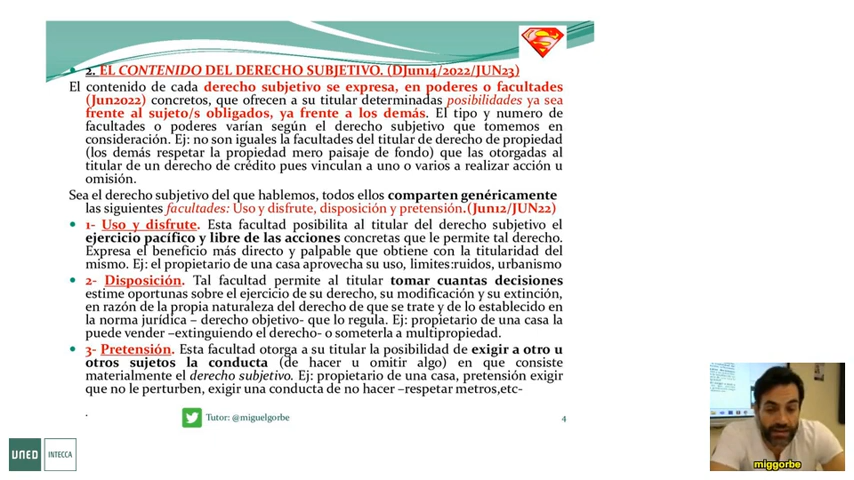 2. EL CONTENIDO DEL DERECHO SUBJETIVO. (DJun14/2022/JUN23)
El contenido de cada derecho subjetivo se expresa, en poderes o facultades
(Jun2022) concretos, que ofrecen a su titular determinadas posibilidades ya sea
frente al sujeto/s obligados, ya frente a los demás. El tipo y numero de
facultades o poderes varían según el derecho subjetivo que tomemos en
consideración. Ej: no son iguales la facultades del titular de derecho de propiedad
(los demás respetar la propiedad mero paisaje de fondo) que las otorgadas al
titular de un derecho de crédito pues vinculan a uno o varios a realizar acción u
omisión.
Sea el derecho subjetivo del que hablemos, todos ellos comparten genéricamente
las siguientes facultades: Uso y disfrute, disposición y pretensión.(Jun12/JUN22)
• 1- Uso y disfrute. Esta facultad posibilita al titular del derecho subjetivo el
ejercicio pacífico y libre de las acciones concretas que le permite tal derecho.
Expresa el beneficio más directo y palpable que obtiene con la titularidad del
mismo. Ej: el propietario de una casa aprovecha su uso, limites:ruidos, urbanismo
• 2- Disposición. Tal facultad permite al titular tomar cuantas decisiones
estime oportunas sobre el ejercicio de su derecho, su modificación y su extinción,
en razón de la propia naturaleza del derecho de que se trate y de lo establecido en
la norma jurídica – derecho objetivo- que lo regula. Ej: propietario de una casa la
puede vender –extinguiendo el derecho- o someterla a multipropiedad.
• 3- Pretensión. Esta facultad otorga a su titular la posibilidad de exigir a otro u
otros sujetos la conducta (de hacer u omitir algo) en que consiste
materialmente el derecho subjetivo. Ej: propietario de una casa, pretensión exigir
que no le perturben, exigir una conducta de no hacer –respetar metros,etc-
.
Tutor: @miguelgorbe
4
UNED INTECCA
miggorbe